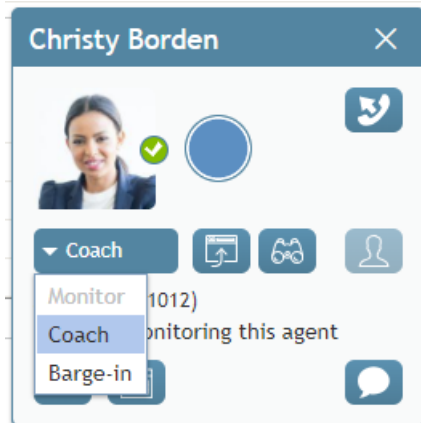 Christy Borden
Coach
Monitor 1012)
Coach onitoring this agent
Barge-in